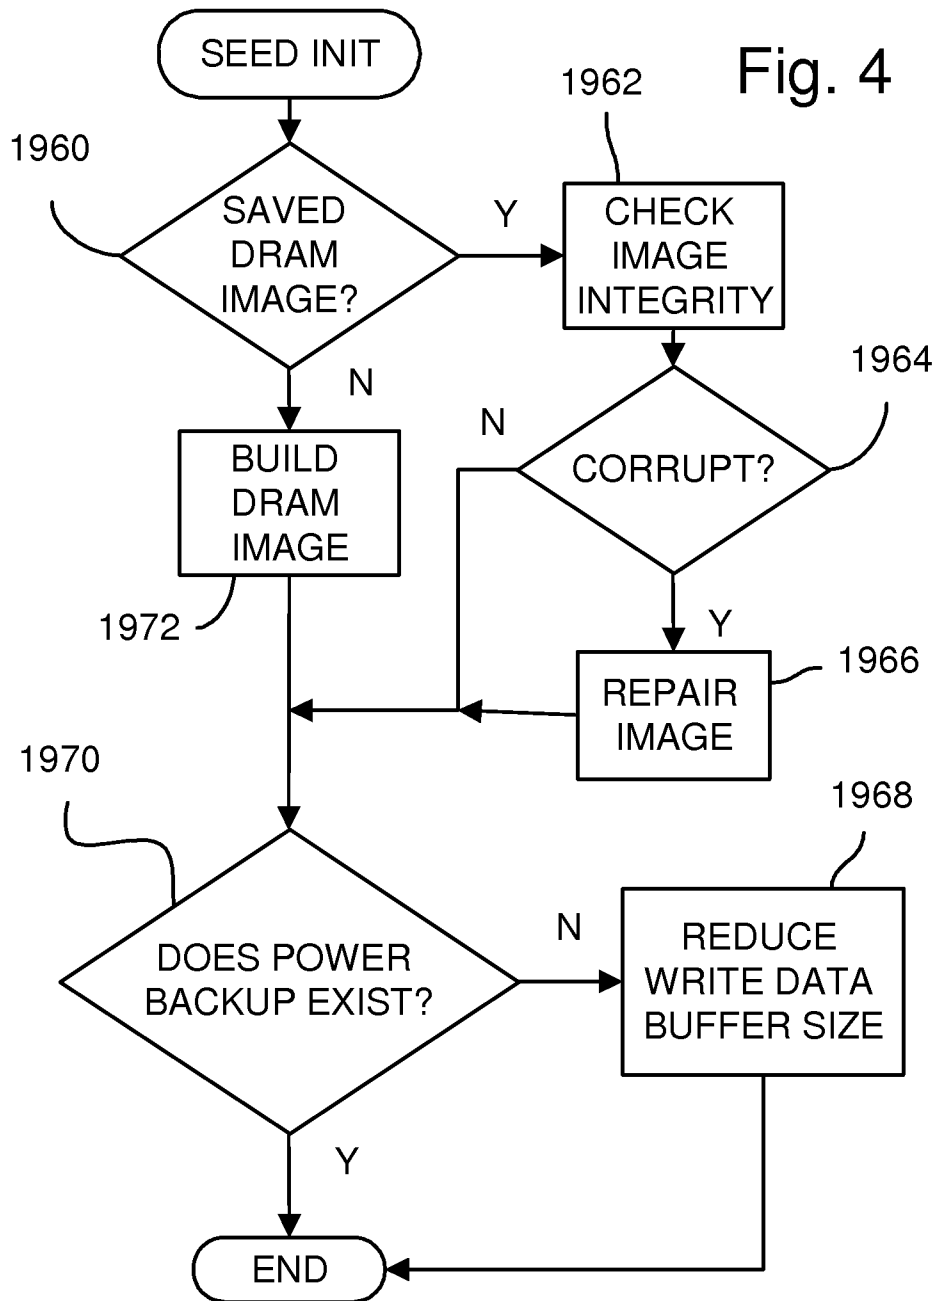 SEED INIT
Fig. 4
1962
1960
SAVED
DRAM
IMAGE?
Y
CHECK
IMAGE
INTEGRITY
N
1964
N
CORRUPT?
BUILD
DRAM
IMAGE
1972
Y
1966
REPAIR
IMAGE
1970
1968
DOES POWER
BACKUP EXIST?
N
REDUCE
WRITE DATA
BUFFER SIZE
Y
END